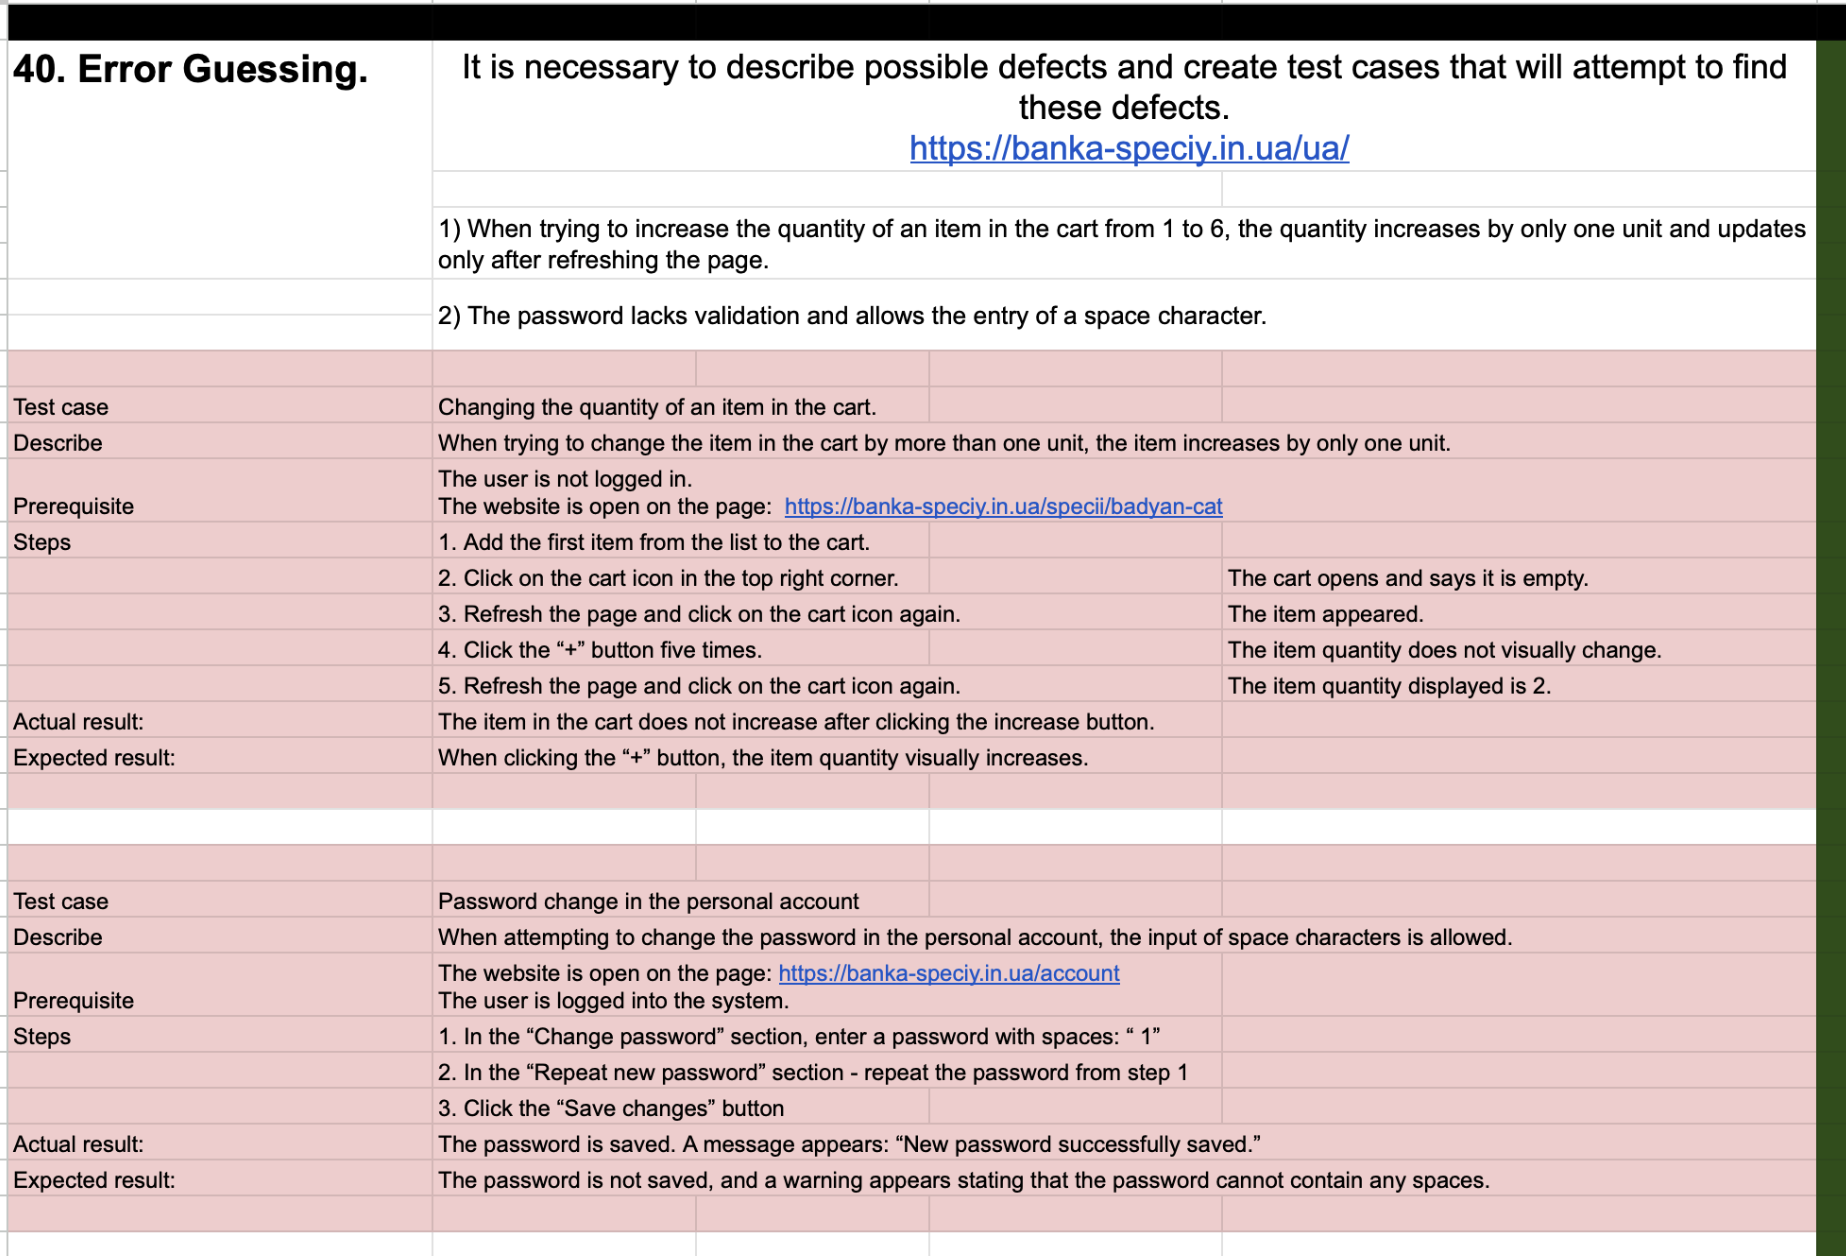 40. Error Guessing.
It is necessary to describe possible defects and create test cases that will attempt to find
these defects.
https://banka-speciy.in.ua/ua/
1) When trying to increase the quantity of an item in the cart from 1 to 6, the quantity increases by only one unit and updates
only after refreshing the page.
2) The password lacks validation and allows the entry of a space character.
Test case
Changing the quantity of an item in the cart.
Describe
When trying to change the item in the cart by more than one unit, the item increases by only one unit.
Prerequisite
The user is not logged in.
The website is open on the page: https://banka-speciy.in.ua/specii/badyan-cat
Steps
1. Add the first item from the list to the cart.
2. Click on the cart icon in the top right corner.
The cart opens and says it is empty.
3. Refresh the page and click on the cart icon again.
The item appeared.
4. Click the “+” button five times.
The item quantity does not visually change.
5. Refresh the page and click on the cart icon again.
The item quantity displayed is 2.
Actual result:
The item in the cart does not increase after clicking the increase button.
Expected result:
When clicking the “+” button, the item quantity visually increases.
Test case
Password change in the personal account
Describe
When attempting to change the password in the personal account, the input of space characters is allowed.
Prerequisite
The website is open on the page: https://banka-speciy.in.ua/account
The user is logged into the system.
Steps
1. In the “Change password” section, enter a password with spaces: “ 1”
2. In the “Repeat new password” section - repeat the password from step 1
3. Click the “Save changes” button
Actual result:
The password is saved. A message appears: “New password successfully saved.”
Expected result:
The password is not saved, and a warning appears stating that the password cannot contain any spaces.